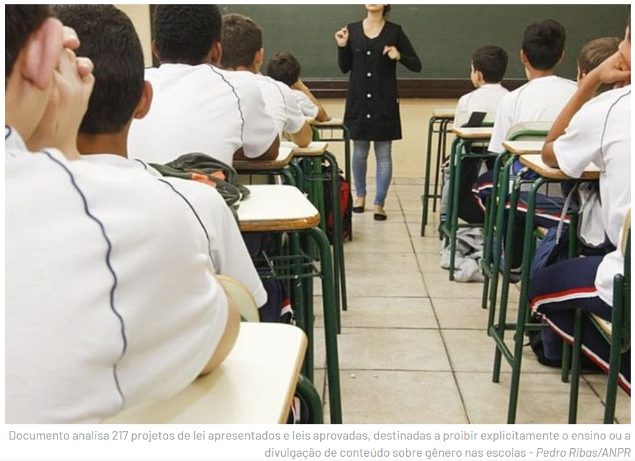 Documento analisa 217 projetos de lei apresentados e leis aprovadas, destinadas a proibir explicitamente o ensino ou a
divulgação de conteúdo sobre gênero nas escolas - Pedro Ribas/ANPR